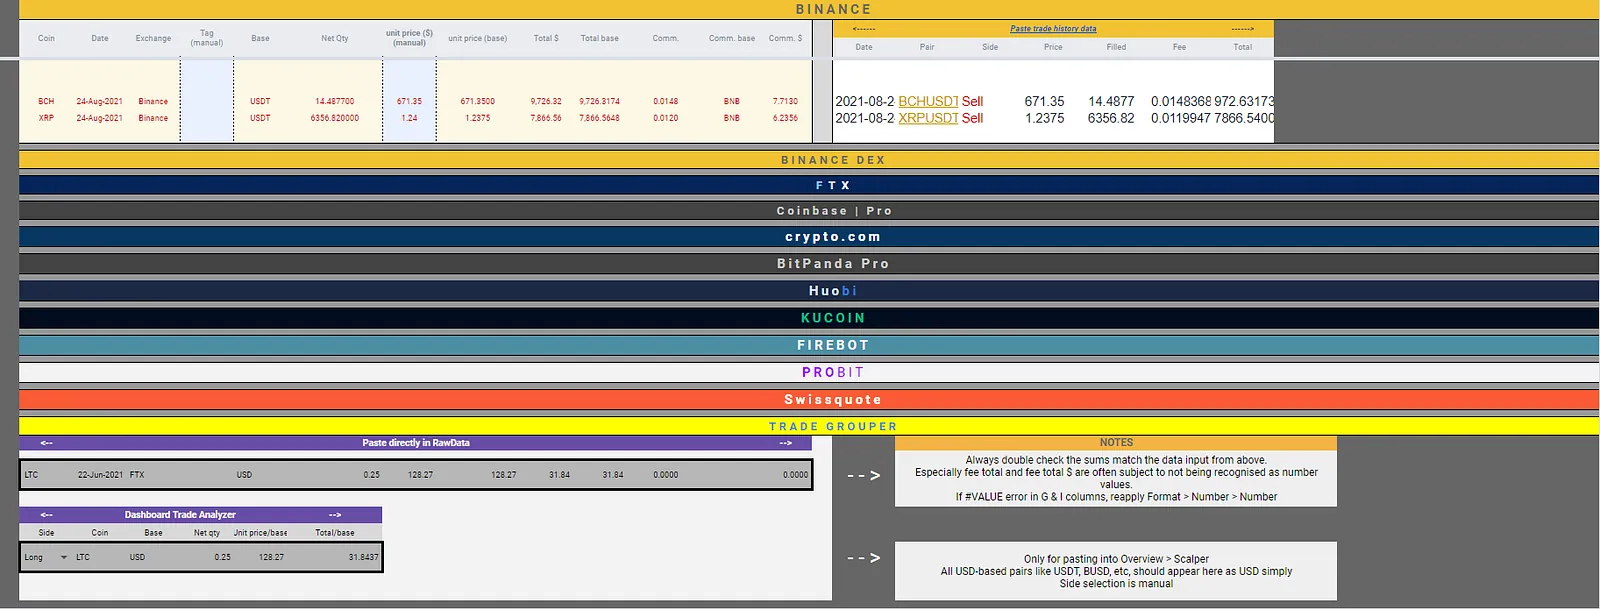 BINANCE
Coin Date Exchange Tag (manual) Base Net Qty unit price ($) (manual) unit price (base) Total $ Total base Comm. Comm. base Comm. $
<------ Paste trade history data ------>
Date Pair Side Price Filled Fee Total
BCH 24-Aug-2021 Binance USDT 14.487700 671.35 671.3500 9,726.32 9,726.3174 0.0148 BNB 7.7130
2021-08-2 BCHUSDT Sell 671.35 14.4877 0.0148368 972.63173
XRP 24-Aug-2021 Binance USDT 6356.820000 1.24 1.2375 7,866.56 7,866.5648 0.0120 BNB 6.2356
2021-08-2 XRPUSDT Sell 1.2375 6356.82 0.0119947 7866.5400
BINANCE DEX
FTX
Coinbase | Pro
crypto.com
BitPanda Pro
Huobi
KUCOIN
FIREBOT
PROBIT
Swissquote
TRADE GROUPER
<-- Paste directly in RawData -->
LTC 22-Jun-2021 FTX USD 0.25 128.27 128.27 31.84 31.84 0.0000 0.0000
-->
NOTES
Always double check the sums match the data input from above.
Especially fee total and fee total $ are often subject to not being recognised as number
values.
If #VALUE error in G & I columns, reapply Format > Number > Number
<-- Dashboard Trade Analyzer -->
Side Coin Base Net qty Unit price/base Total/base
Long LTC USD 0.25 128.27 31.8437
-->
Only for pasting into Overview > Scalper
All USD-based pairs like USDT, BUSD, etc, should appear here as USD simply
Side selection is manual